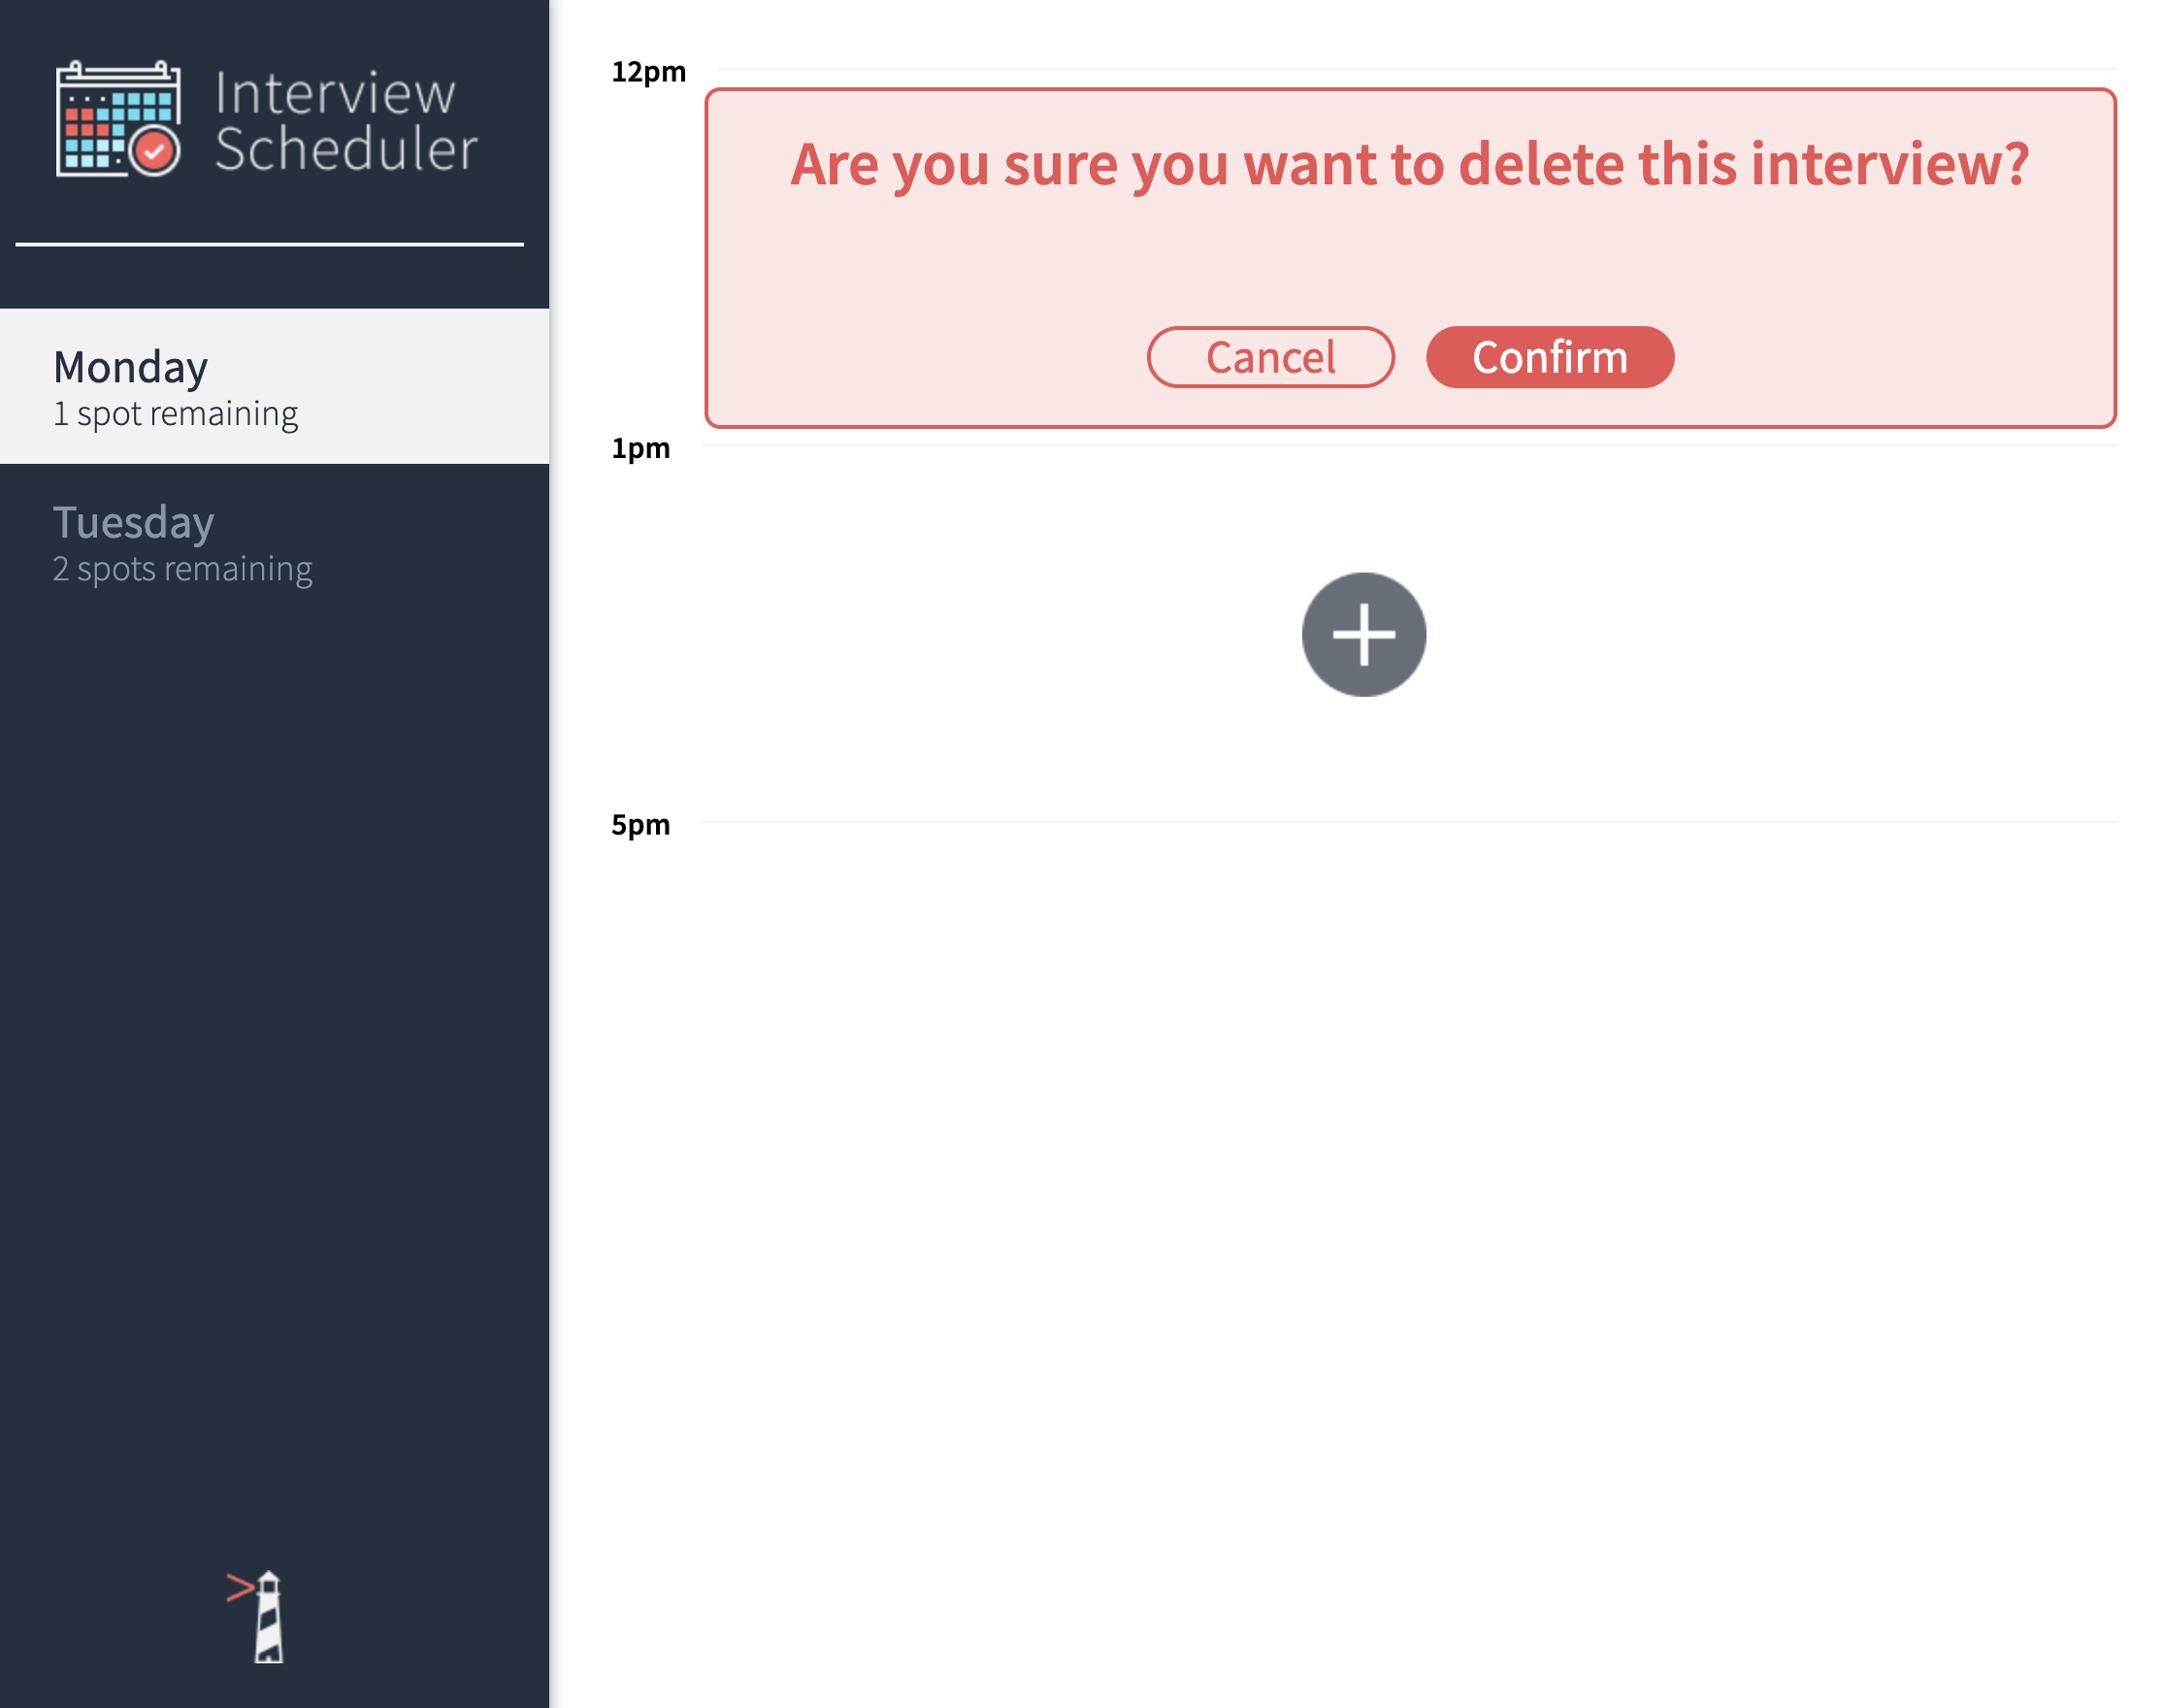 Interview
Scheduler
Monday
1 spot remaining
Tuesday
2 spots remaining
12pm
Are you sure you want to delete this interview?
Cancel
Confirm
1pm
5pm